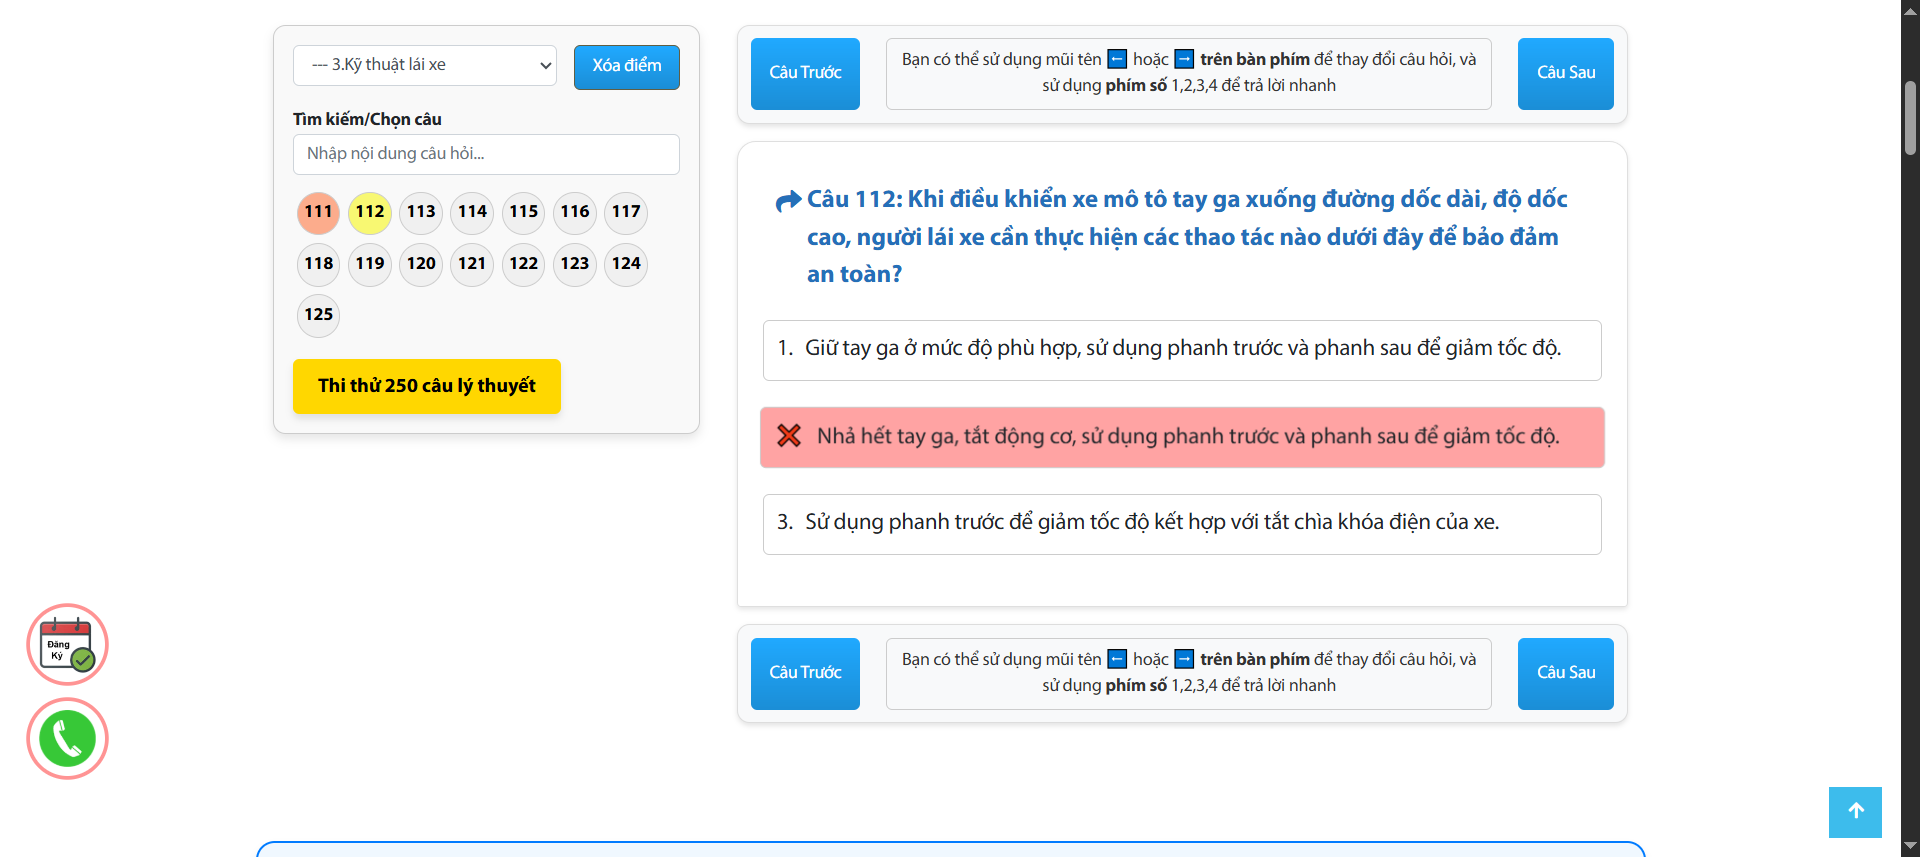 --- 3.Kỹ thuật lái xe
Xóa điểm
Tìm kiếm/Chọn câu
Nhập nội dung câu hỏi...
111 112 113 114 115 116 117
118 119 120 121 122 123 124
125
Thi thử 250 câu lý thuyết
Câu Trước
Bạn có thể sử dụng mũi tên ← hoặc → trên bàn phím để thay đổi câu hỏi, và
sử dụng phím số 1,2,3,4 để trả lời nhanh
Câu Sau
Câu 112: Khi điều khiển xe mô tô tay ga xuống đường dốc dài, độ dốc
cao, người lái xe cần thực hiện các thao tác nào dưới đây để bảo đảm
an toàn?
1. Giữ tay ga ở mức độ phù hợp, sử dụng phanh trước và phanh sau để giảm tốc độ.
Nhả hết tay ga, tắt động cơ, sử dụng phanh trước và phanh sau để giảm tốc độ.
3. Sử dụng phanh trước để giảm tốc độ kết hợp với tắt chìa khóa điện của xe.
Câu Trước
Bạn có thể sử dụng mũi tên ← hoặc → trên bàn phím để thay đổi câu hỏi, và
sử dụng phím số 1,2,3,4 để trả lời nhanh
Câu Sau
Đăng
Ký